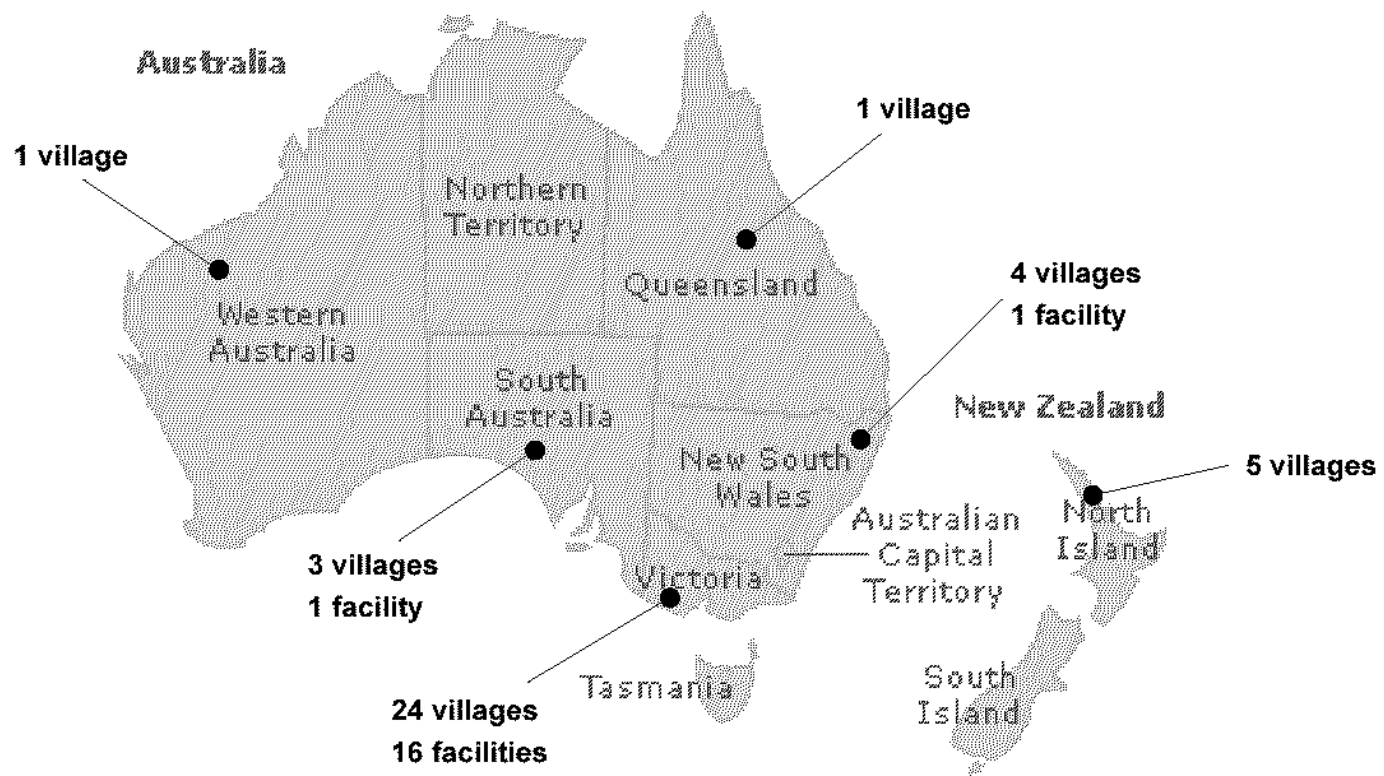 Australia
1 village
1 village
Northern
Territory
Queensland
4 villages
1 facility
Western
Australia
South
Australia
New Zealand
New South
Wales
5 villages
North
Island
Australian
Capital
Territory
3 villages
1 facility
Victoria
Tasmania
South
Island
24 villages
16 facilities